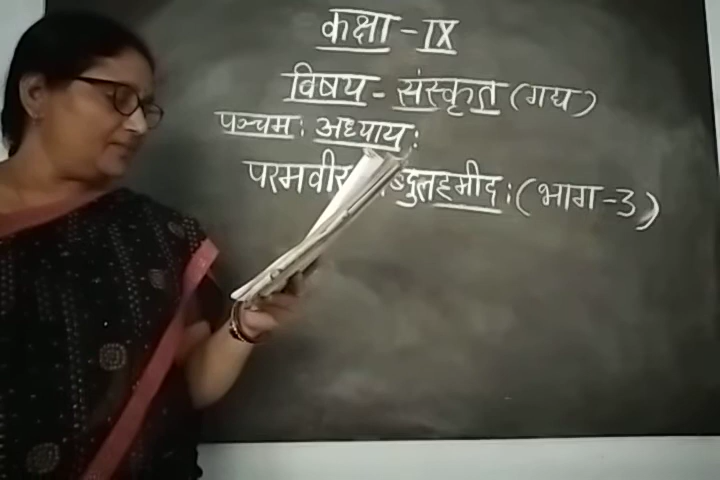 कक्षा - IX
विषय - संस्कृत (गद्य)
पञ्चमः अध्यायः
परमवीर ब्दुलहमीदः (भाग-3)